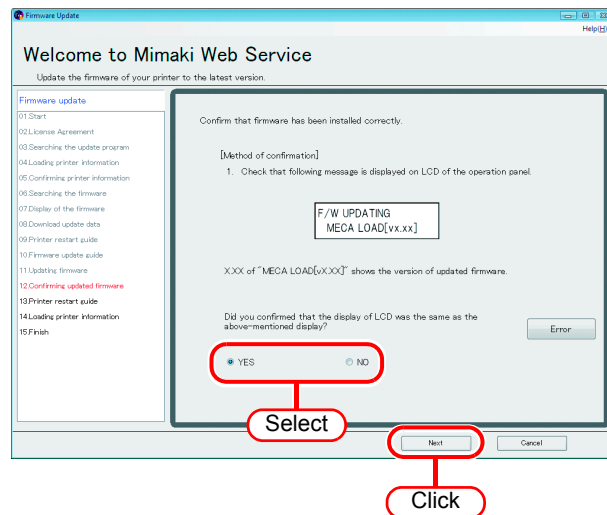 Firmware Update
Help(H)
Welcome to Mimaki Web Service
Update the firmware of your printer to the latest version.
Firmware update
01.Start
02.License Agreement
03.Searching the update program
04.Loading printer information
05.Confirming printer information
06.Searching the firmware
07.Display of the firmware
08.Download update data
09.Printer restart guide
10.Firmware update guide
11.Updating firmware
12.Confirming updated firmware
13.Printer restart guide
14.Loading printer information
15.Finish
Confirm that firmware has been installed correctly.
[Method of confirmation]
1. Check that following message is displayed on LCD of the operation panel.
F/W UPDATING
MECA LOAD[vx.xx]
X.XX of "MECA LOAD[vX.XX]" shows the version of updated firmware.
Did you confirmed that the display of LCD was the same as the
above-mentioned display?
Error
YES
NO
Select
Next
Cancel
Click